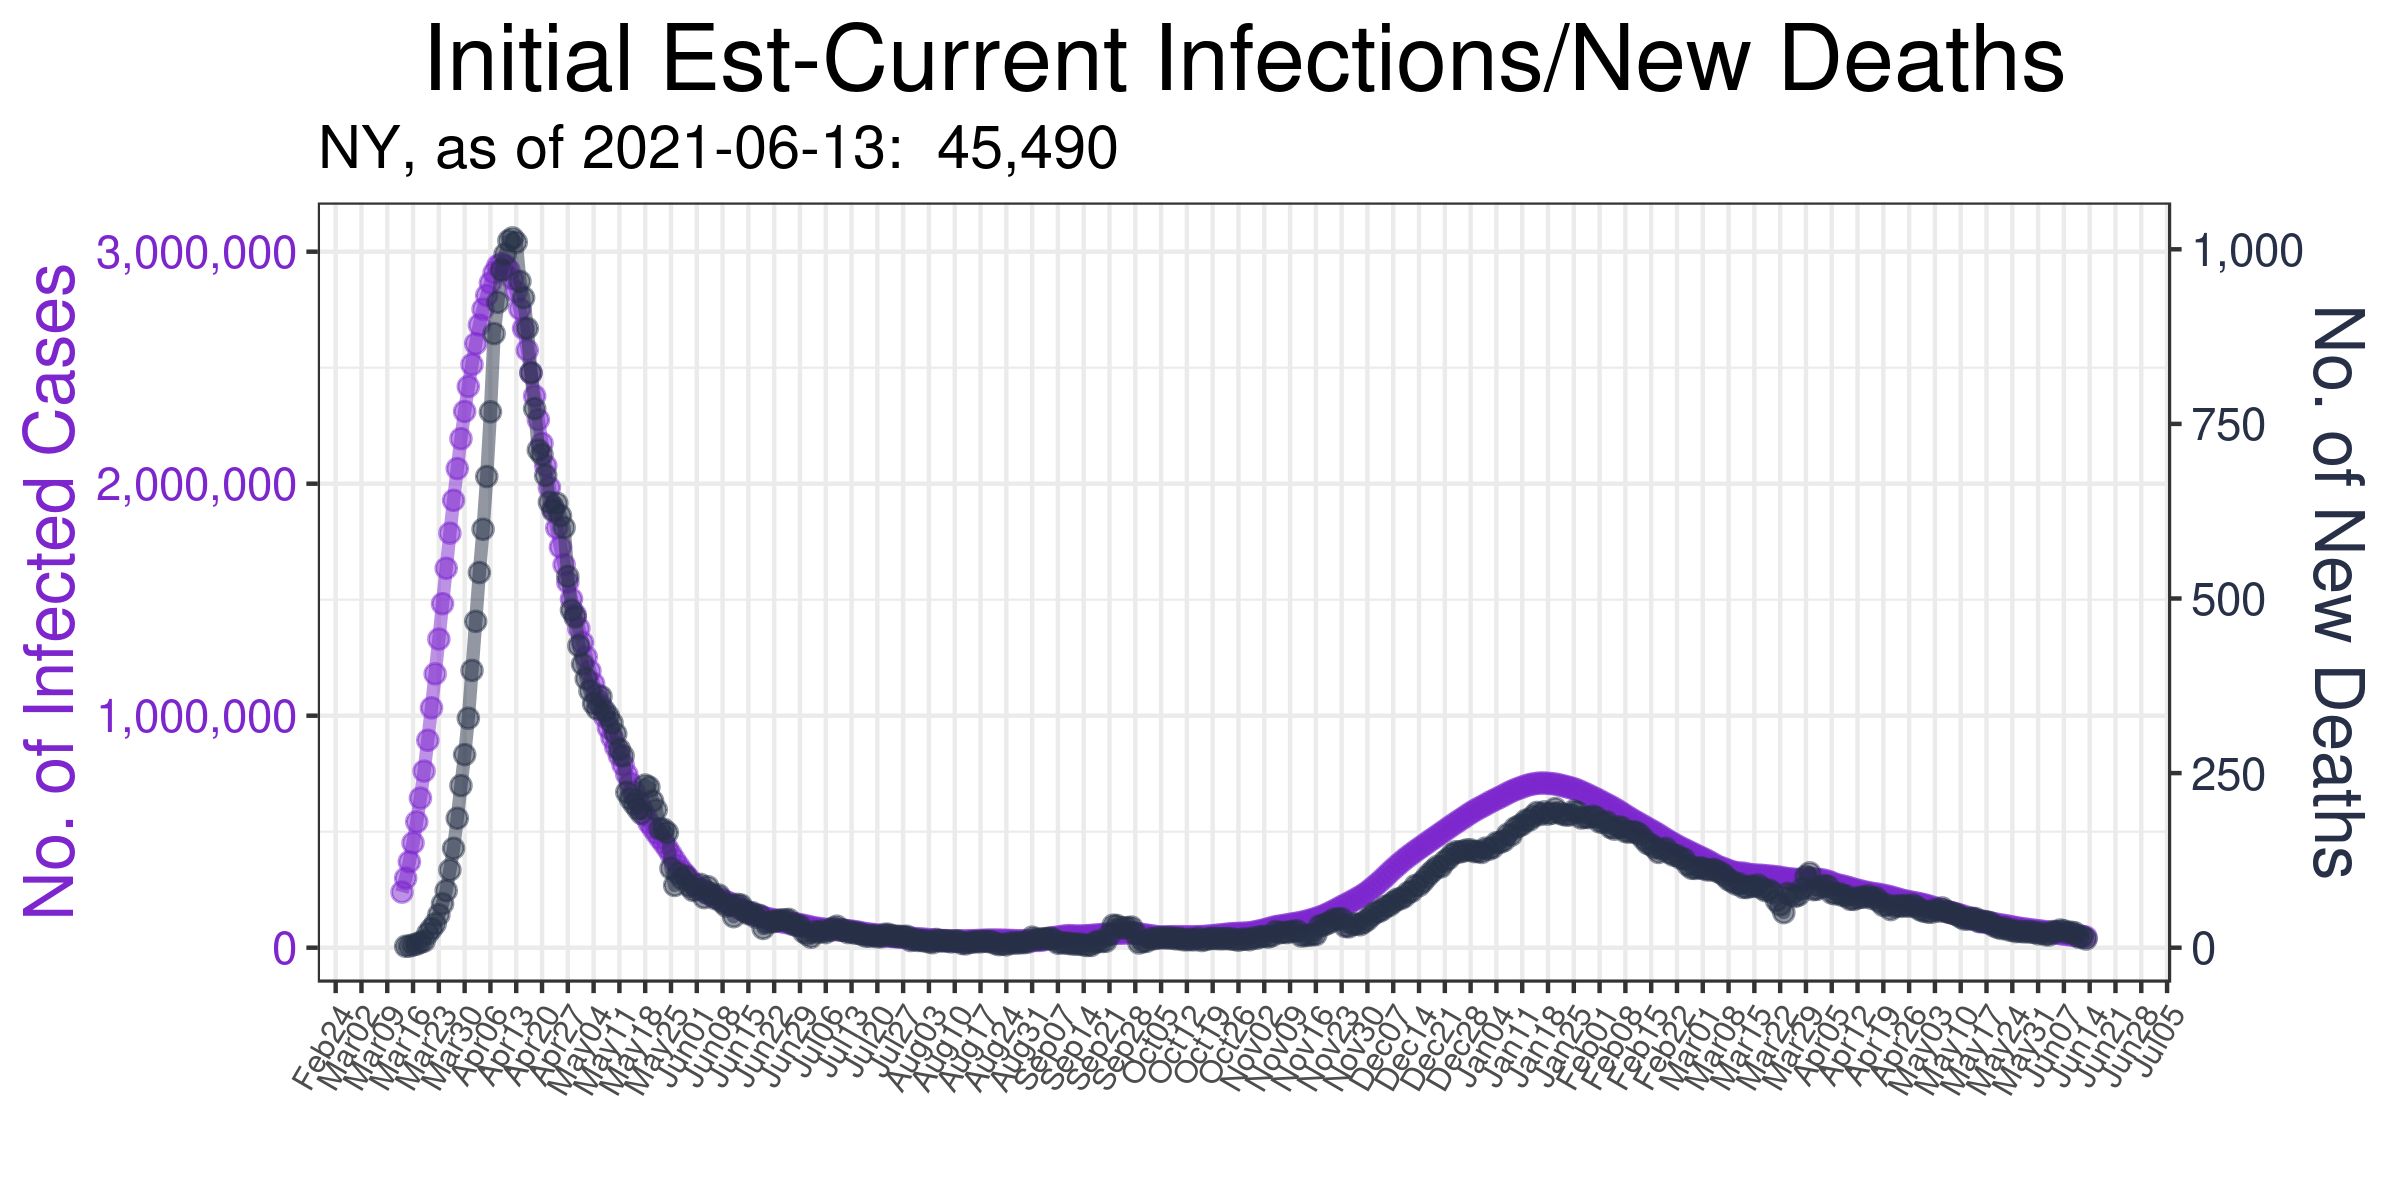 Initial Est-Current Infections/New Deaths
NY, as of 2021-06-13: 45,490
No. of Infected Cases
3,000,000
2,000,000
1,000,000
0
1,000
750
500
250
0
No. of New Deaths
Feb24
Mar02
Mar09
Mar16
Mar23
Mar30
Apr06
Apr13
Apr20
Apr27
May04
May11
May18
May25
Jun01
Jun08
Jun15
Jun22
Jun29
Jul06
Jul13
Jul20
Jul27
Aug03
Aug10
Aug17
Aug24
Aug31
Sep07
Sep14
Sep21
Sep28
Oct05
Oct12
Oct19
Oct26
Nov02
Nov09
Nov16
Nov23
Nov30
Dec07
Dec14
Dec21
Dec28
Jan04
Jan11
Jan18
Jan25
Feb01
Feb08
Feb15
Feb22
Mar01
Mar08
Mar15
Mar22
Mar29
Apr05
Apr12
Apr19
Apr26
May03
May10
May17
May24
May31
Jun07
Jun14
Jun21
Jun28
Jul05